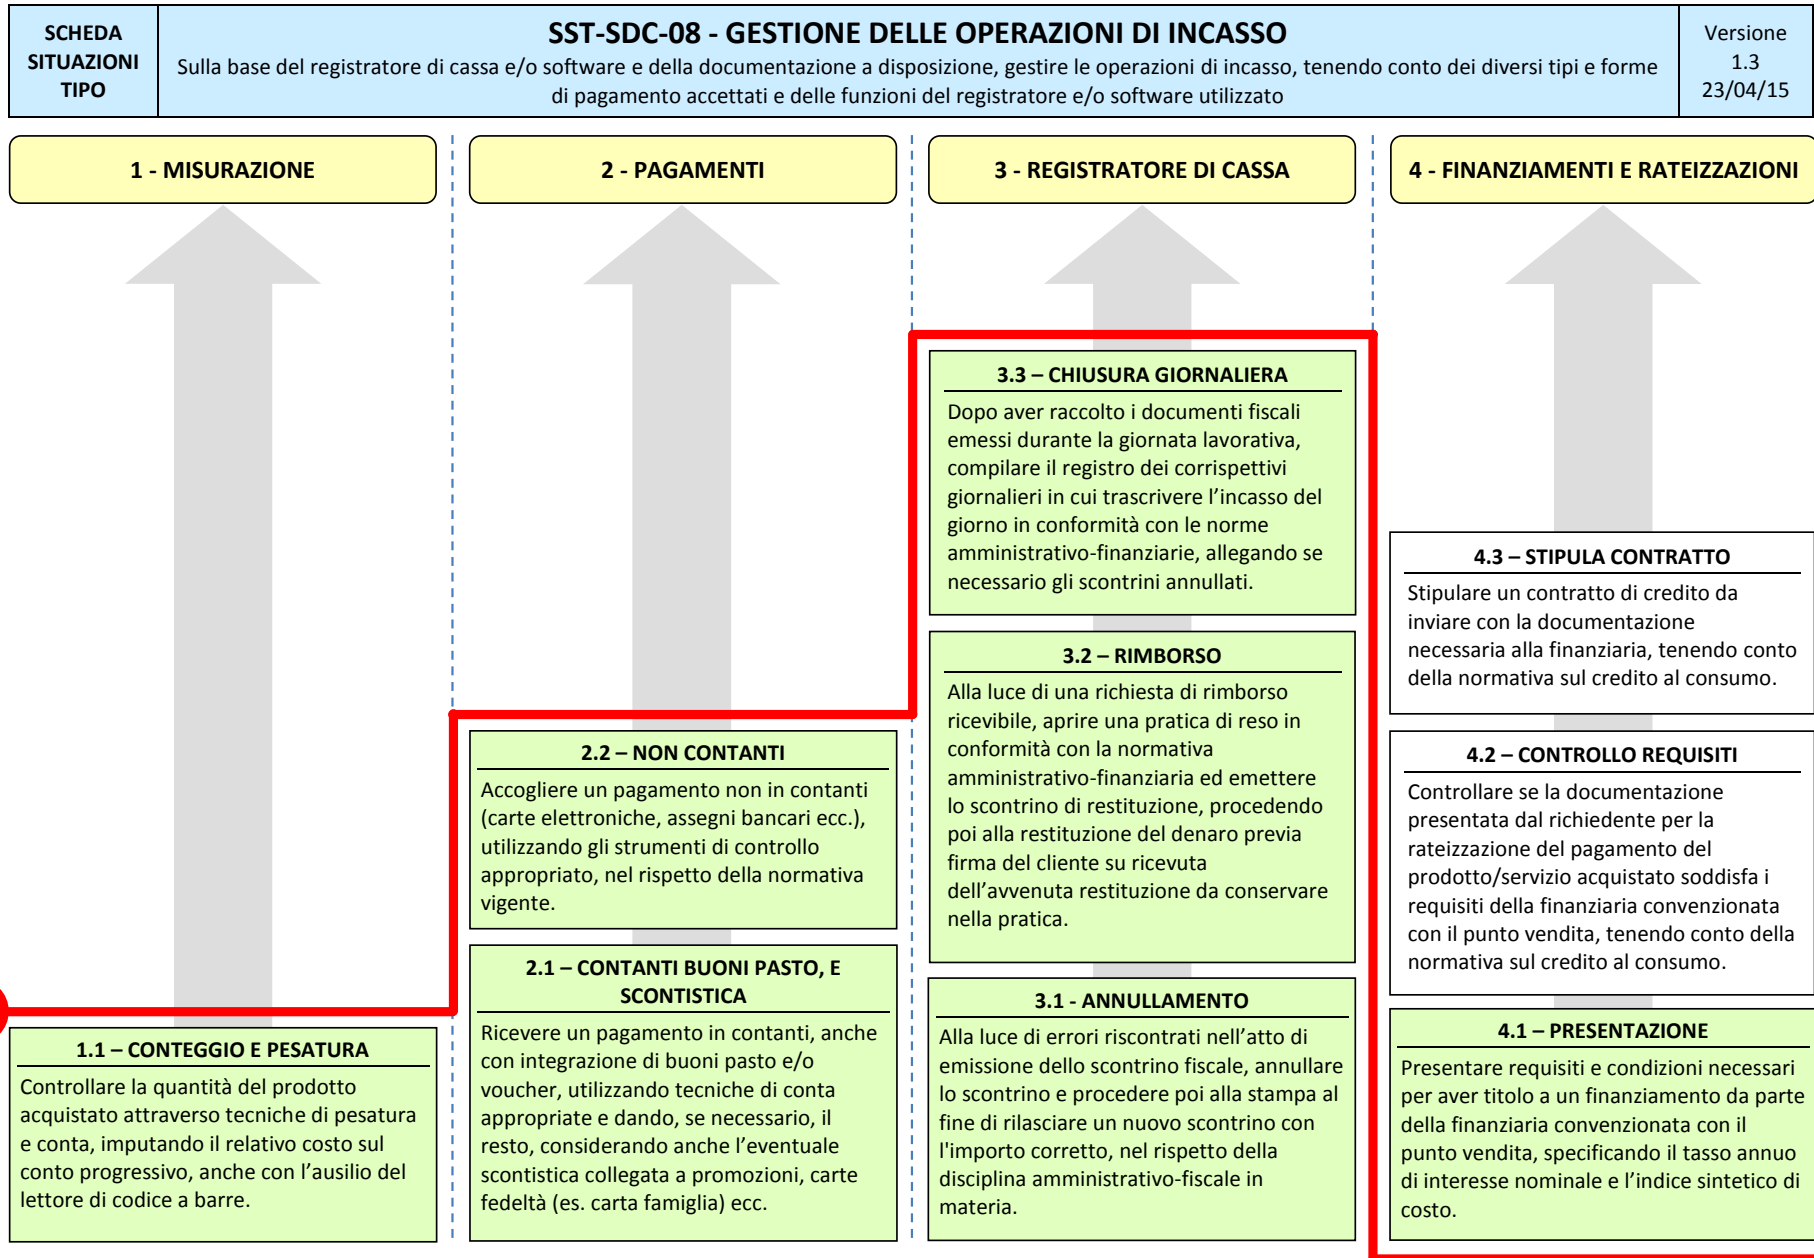 SCHEDA
SITUAZIONI
TIPO
SST-SDC-08 - GESTIONE DELLE OPERAZIONI DI INCASSO
Sulla base del registratore di cassa e/o software e della documentazione a disposizione, gestire le operazioni di incasso, tenendo conto dei diversi tipi e forme
di pagamento accettati e delle funzioni del registratore e/o software utilizzato
Versione
1.3
23/04/15
1 - MISURAZIONE
2 - PAGAMENTI
3 - REGISTRATORE DI CASSA
4 - FINANZIAMENTI E RATEIZZAZIONI
1.1 – CONTEGGIO E PESATURA
Controllare la quantità del prodotto
acquistato attraverso tecniche di pesatura
e conta, imputando il relativo costo sul
conto progressivo, anche con l’ausilio del
lettore di codice a barre.
2.2 – NON CONTANTI
Accogliere un pagamento non in contanti
(carte elettroniche, assegni bancari ecc.),
utilizzando gli strumenti di controllo
appropriato, nel rispetto della normativa
vigente.
2.1 – CONTANTI BUONI PASTO, E
SCONTISTICA
Ricevere un pagamento in contanti, anche
con integrazione di buoni pasto e/o
voucher, utilizzando tecniche di conta
appropriate e dando, se necessario, il
resto, considerando anche l’eventuale
scontistica collegata a promozioni, carte
fedeltà (es. carta famiglia) ecc.
3.3 – CHIUSURA GIORNALIERA
Dopo aver raccolto i documenti fiscali
emessi durante la giornata lavorativa,
compilare il registro dei corrispettivi
giornalieri in cui trascrivere l’incasso del
giorno in conformità con le norme
amministrativo-finanziarie, allegando se
necessario gli scontrini annullati.
3.2 – RIMBORSO
Alla luce di una richiesta di rimborso
ricevibile, aprire una pratica di reso in
conformità con la normativa
amministrativo-finanziaria ed emettere
lo scontrino di restituzione, procedendo
poi alla restituzione del denaro previa
firma del cliente su ricevuta
dell’avvenuta restituzione da conservare
nella pratica.
3.1 - ANNULLAMENTO
Alla luce di errori riscontrati nell’atto di
emissione dello scontrino fiscale, annullare
lo scontrino e procedere poi alla stampa al
fine di rilasciare un nuovo scontrino con
l'importo corretto, nel rispetto della
disciplina amministrativo-fiscale in
materia.
4.3 – STIPULA CONTRATTO
Stipulare un contratto di credito da
inviare con la documentazione
necessaria alla finanziaria, tenendo conto
della normativa sul credito al consumo.
4.2 – CONTROLLO REQUISITI
Controllare se la documentazione
presentata dal richiedente per la
rateizzazione del pagamento del
prodotto/servizio acquistato soddisfa i
requisiti della finanziaria convenzionata
con il punto vendita, tenendo conto della
normativa sul credito al consumo.
4.1 – PRESENTAZIONE
Presentare requisiti e condizioni necessari
per aver titolo a un finanziamento da parte
della finanziaria convenzionata con il
punto vendita, specificando il tasso annuo
di interesse nominale e l’indice sintetico di
costo.